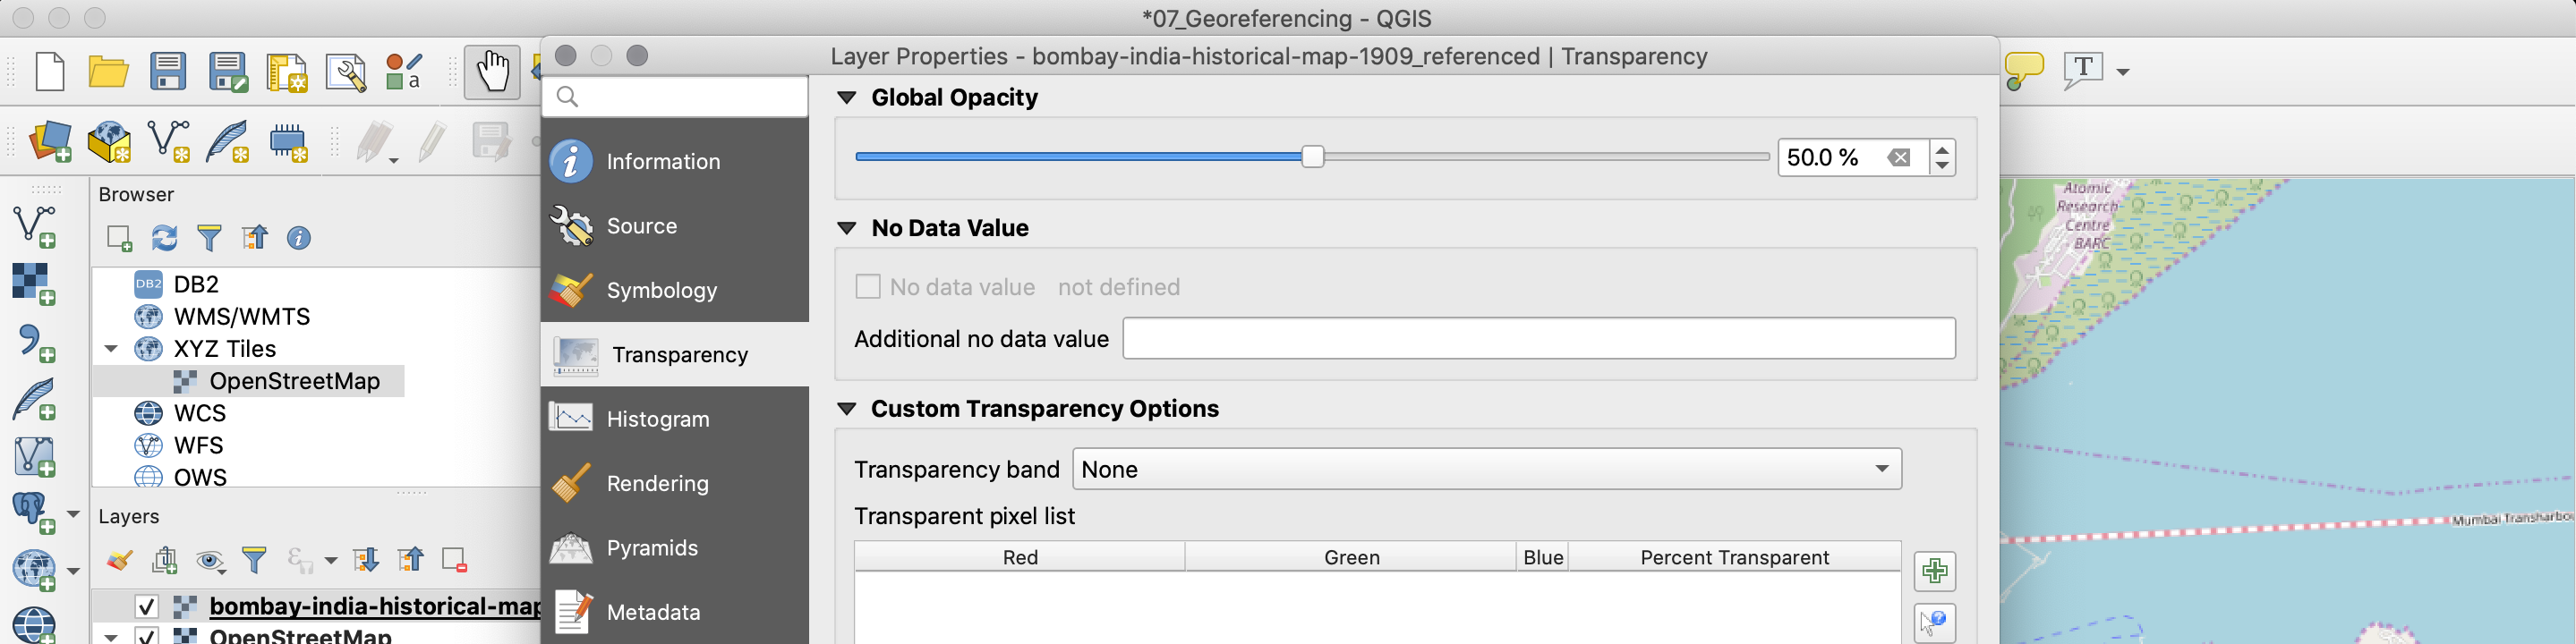 *07_Georeferencing - QGIS
Layer Properties - bombay-india-historical-map-1909_referenced | Transparency
a
T
Browser
DB2
DB2
WMS/WMTS
XYZ Tiles
OpenStreetMap
WCS
WFS
OWS
Layers
bombay-india-historical-map
OpenStreetMap
Information
Source
Symbology
Transparency
Histogram
Rendering
Pyramids
Metadata
Global Opacity
50.0 %
No Data Value
No data value not defined
Additional no data value
Custom Transparency Options
Transparency band None
Transparent pixel list
Red Green Blue Percent Transparent
Atomic
Research
Centre
- BARC
Mumbai Transharbou